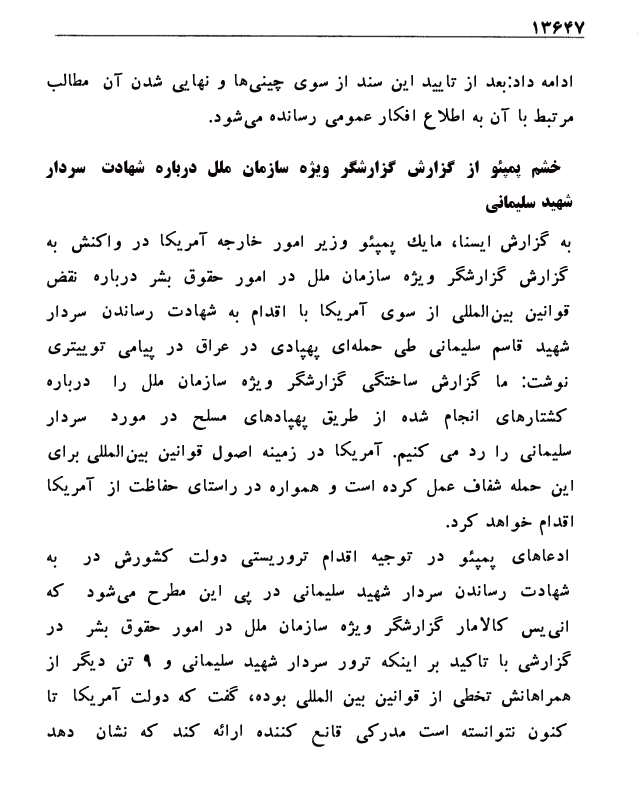 ۱۳۶۴۷
ادامه داد:بعد از تایید این سند از سوی چینی‌ها و نهایی شدن آن مطالب
مرتبط با آن به اطلاع افکار عمومی رسانده می‌شود.
خشم پمپئو از گزارش گزارشگر ویژه سازمان ملل درباره شهادت سردار
شهید سلیمانی
به گزارش ایسنا، مایك پمپئو وزیر امور خارجه آمریکا در واکنش به
گزارش گزارشگر ویژه سازمان ملل در امور حقوق بشر درباره نقض
قوانین بین‌المللی از سوی آمریکا با اقدام به شهادت رساندن سردار
شهید قاسم سلیمانی طی حمله‌ای پهپادی در عراق در پیامی توییتری
نوشت: ما گزارش ساختگی گزارشگر ویژه سازمان ملل را درباره
کشتارهای انجام شده از طریق پهپادهای مسلح در مورد سردار
سلیمانی را رد می کنیم. آمریکا در زمینه اصول قوانین بین‌المللی برای
این حمله شفاف عمل کرده است و همواره در راستای حفاظت از آمریکا
اقدام خواهد کرد.
ادعاهای پمپئو در توجیه اقدام تروریستی دولت کشورش در به
شهادت رساندن سردار شهید سلیمانی در پی این مطرح می‌شود که
انی‌یس کالامار گزارشگر ویژه سازمان ملل در امور حقوق بشر در
گزارشی با تاکید بر اینکه ترور سردار شهید سلیمانی و ۹ تن دیگر از
همراهانش تخطی از قوانین بین المللی بوده، گفت که دولت آمریکا تا
کنون نتوانسته است مدرکی قانع کننده ارائه کند که نشان دهد